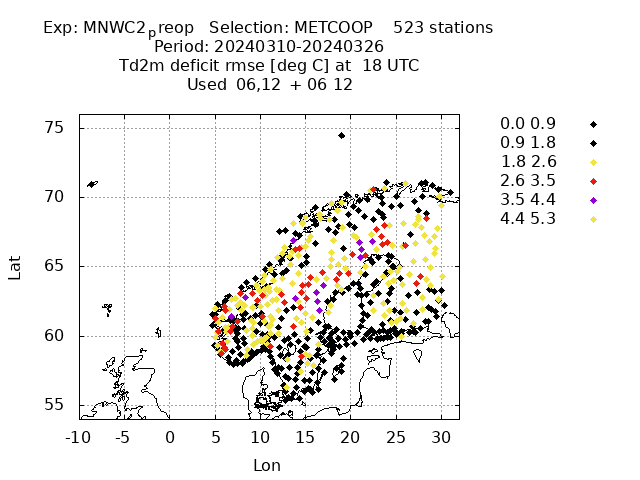 Exp: MNWC2preop Selection: METCOOP 523 stations
Period: 20240310-20240326
Td2m deficit rmse [deg C] at 18 UTC
Used 06,12 + 06 12
0.0 0.9
0.9 1.8
1.8 2.6
2.6 3.5
3.5 4.4
4.4 5.3
75
70
65
60
55
Lat
-10 -5 0 5 10 15 20 25 30
Lon